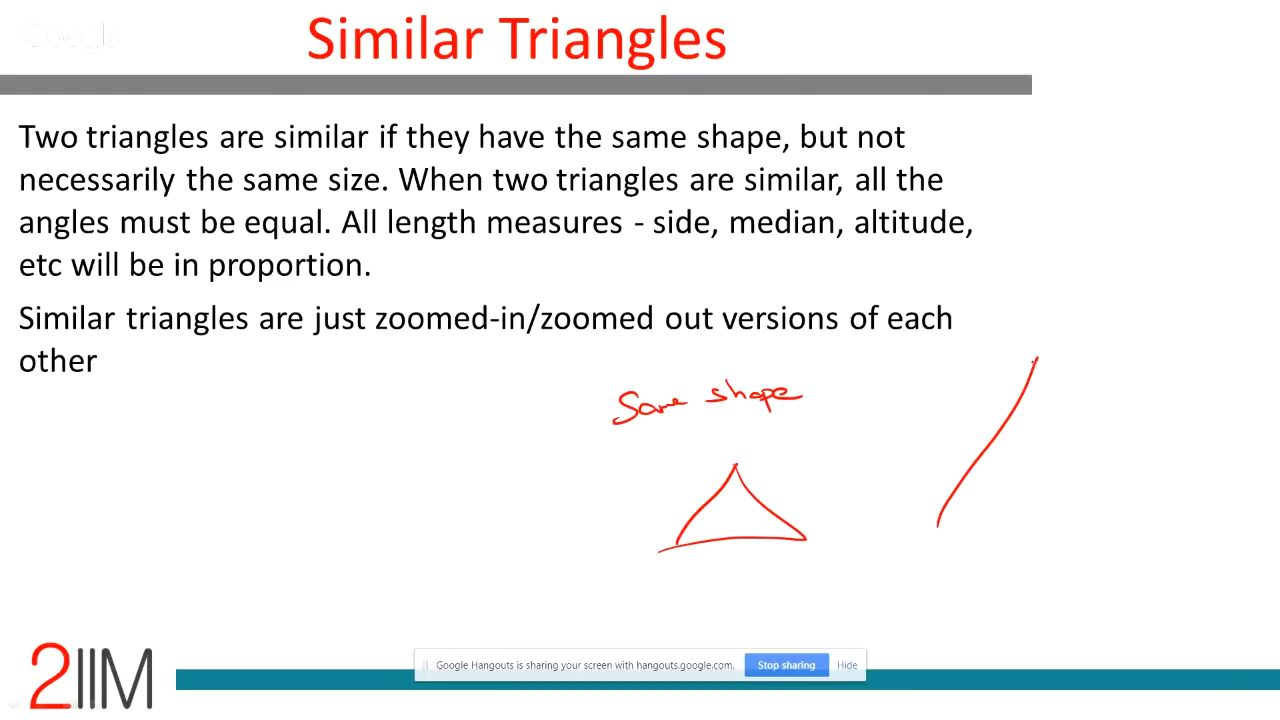 Google
Similar Triangles
Two triangles are similar if they have the same shape, but not
necessarily the same size. When two triangles are similar, all the
angles must be equal. All length measures - side, median, altitude,
etc will be in proportion.
Similar triangles are just zoomed-in/zoomed out versions of each
other
Same shape
2IIM
Google Hangouts is sharing your screen with hangouts.google.com.
Stop sharing
Hide